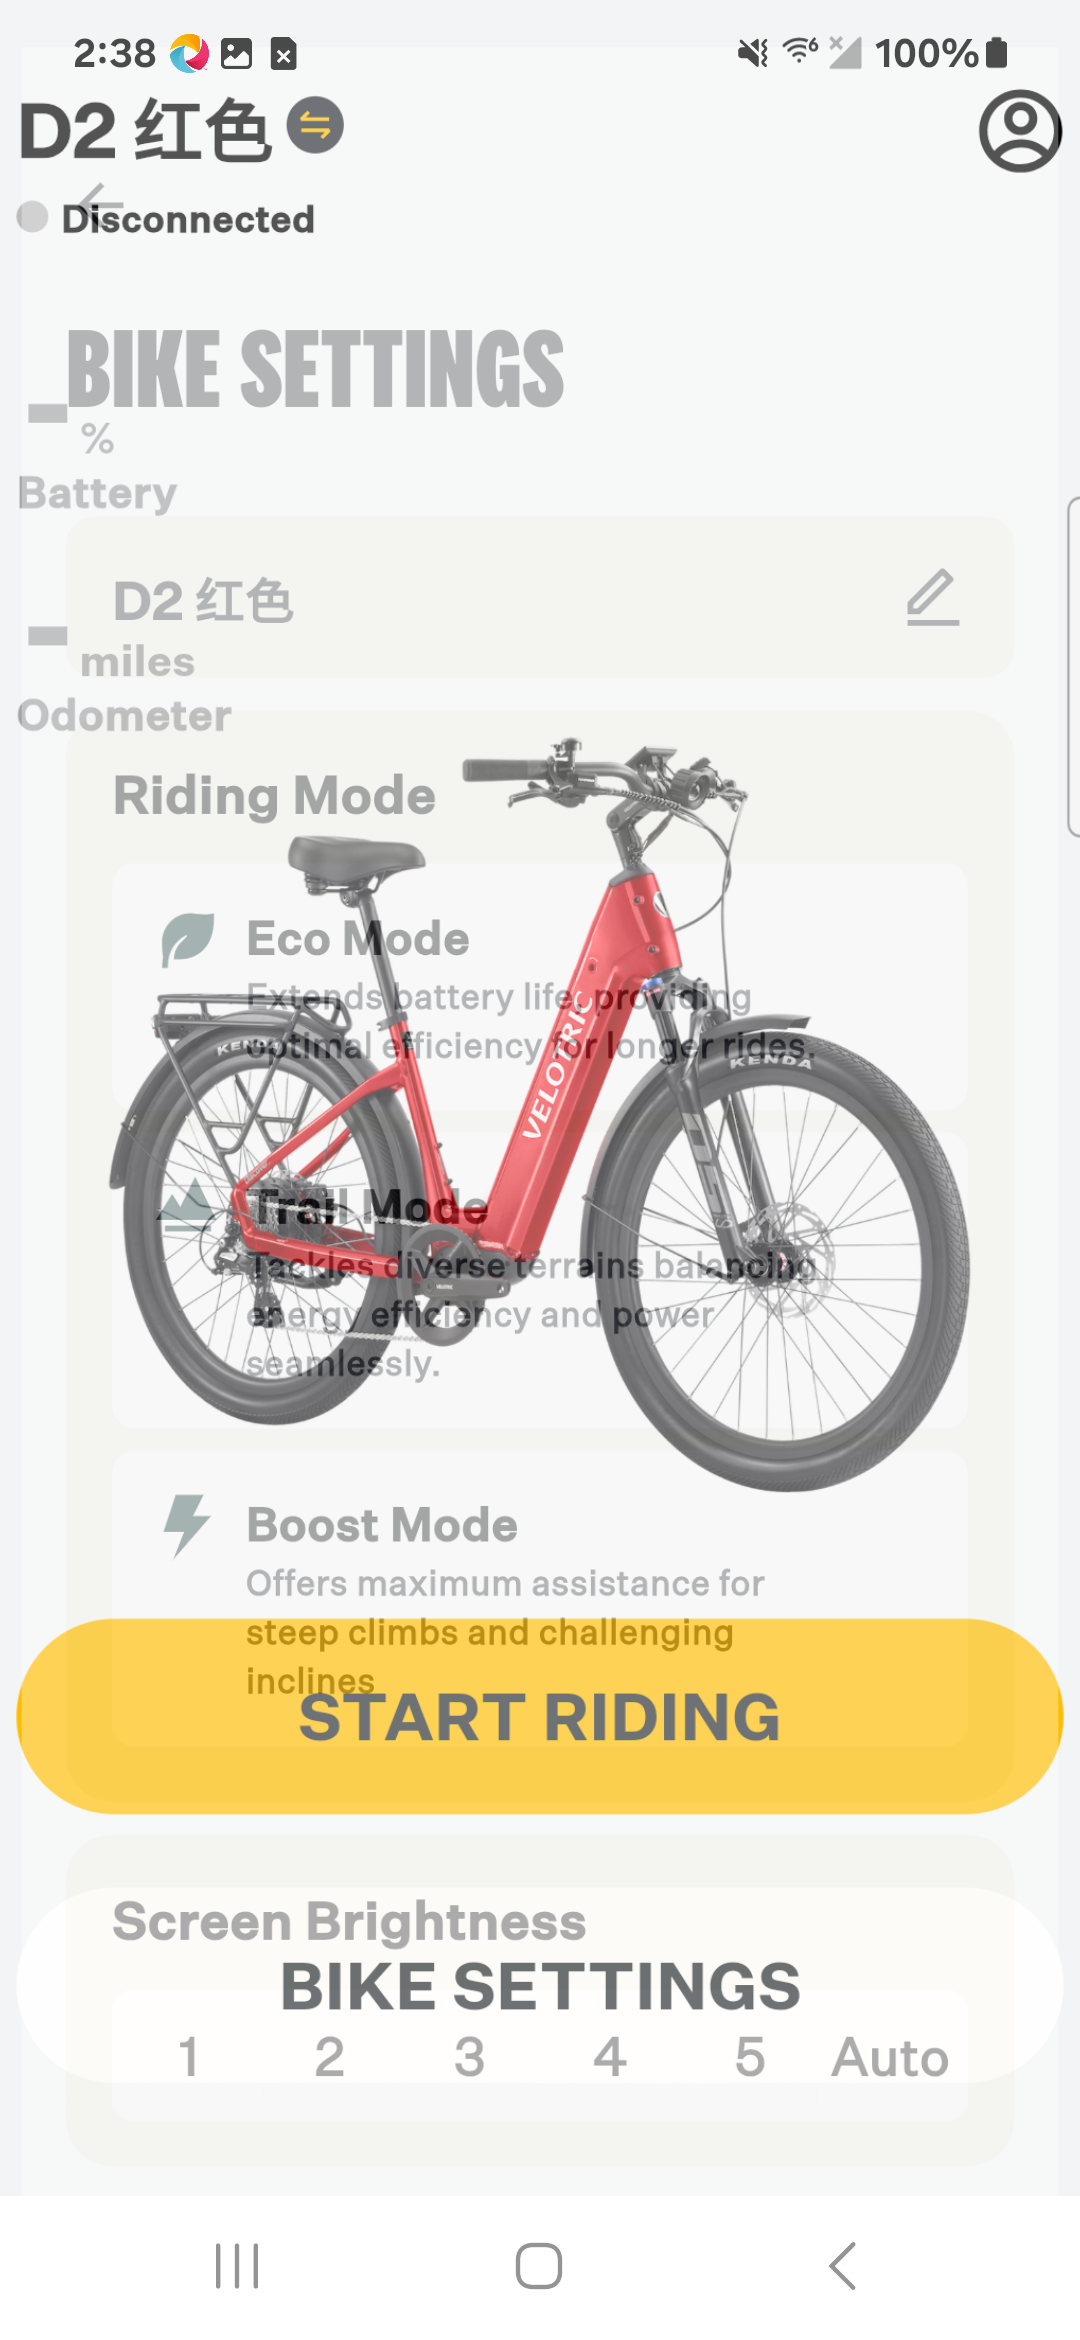 2:38
6
100%
D2 红色
Disconnected
BIKE SETTINGS
-
%
Battery
D2 红色
-
miles
Odometer
Riding Mode
Eco Mode
Extends battery life, providing
optimal efficiency for longer rides.
KENDA
KENDA
VELOTRIC
Trail Mode
Tackles diverse terrains balancing
energy efficiency and power
seamlessly.
Boost Mode
Offers maximum assistance for
steep climbs and challenging
inclines
START RIDING
Screen Brightness
BIKE SETTINGS
1 2 3 4 5 Auto